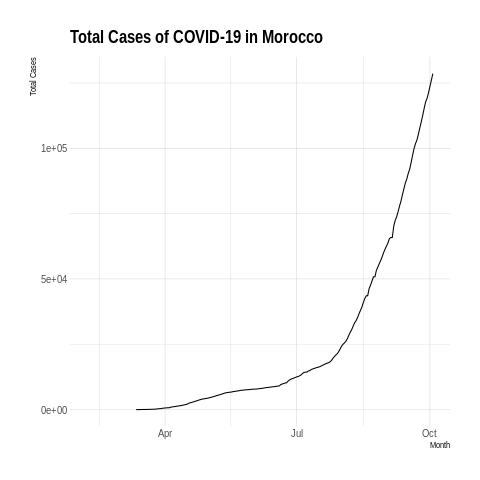 Total Cases of COVID-19 in Morocco
Total Cases
1e+05
5e+04
0e+00
Apr
Jul
Oct
Month